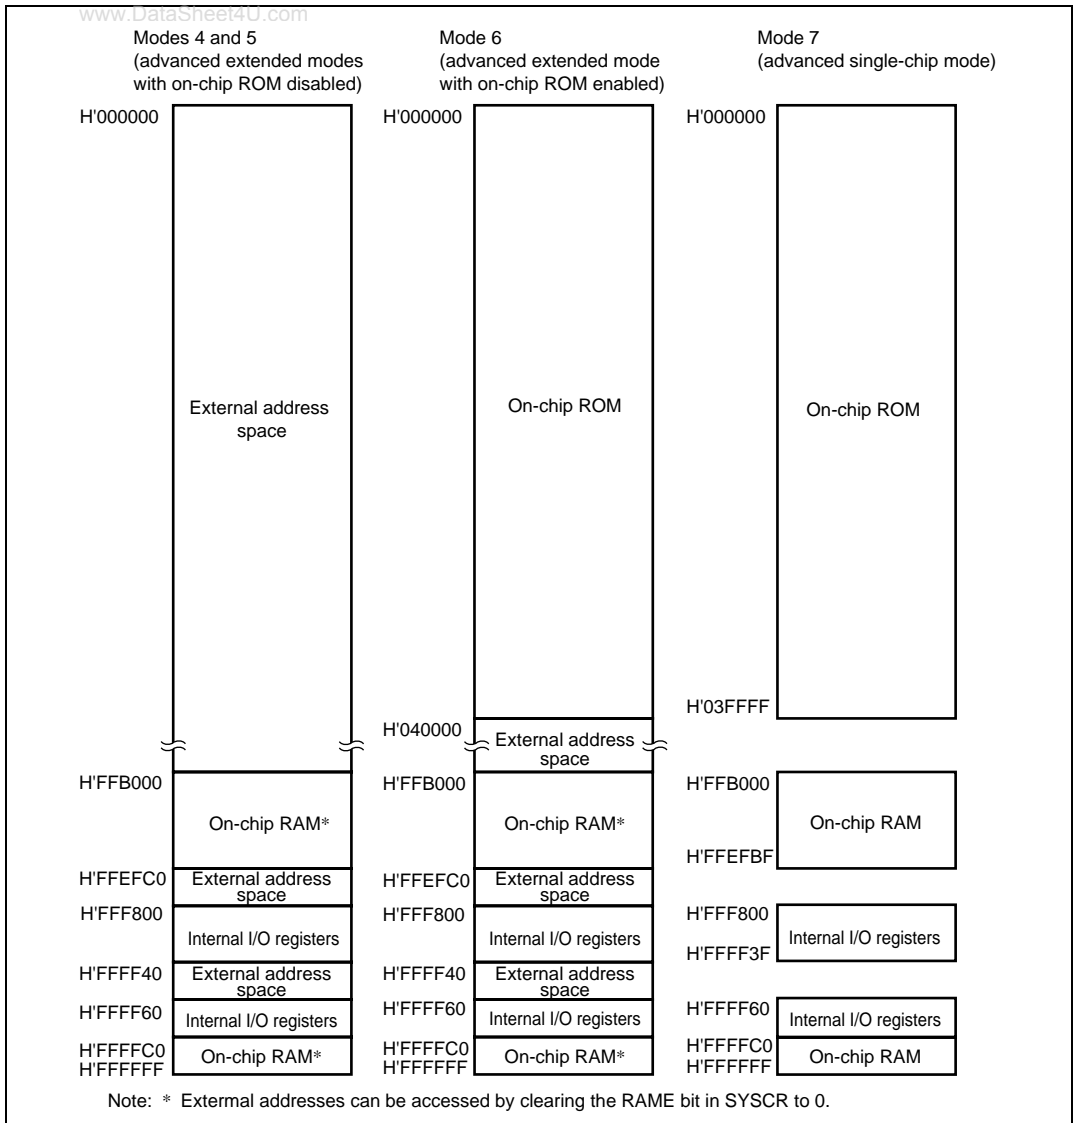 www.DataSheet4U.com
Modes 4 and 5
(advanced extended modes
with on-chip ROM disabled)
H'000000
External address
space
H'FFB000
On-chip RAM*
H'FFEFC0
External address
space
H'FFF800
Internal I/O registers
H'FFFF40
External address
space
H'FFFF60
Internal I/O registers
H'FFFFC0
On-chip RAM*
H'FFFFFF
Mode 6
(advanced extended mode
with on-chip ROM enabled)
H'000000
On-chip ROM
H'040000
External address
space
H'FFB000
On-chip RAM*
H'FFEFC0
External address
space
H'FFF800
Internal I/O registers
H'FFFF40
External address
space
H'FFFF60
Internal I/O registers
H'FFFFC0
On-chip RAM*
H'FFFFFF
Mode 7
(advanced single-chip mode)
H'000000
On-chip ROM
H'03FFFF
H'FFB000
On-chip RAM
H'FFEFBF
H'FFF800
Internal I/O registers
H'FFFF3F
H'FFFF60
Internal I/O registers
H'FFFFC0
On-chip RAM
H'FFFFFF
Note: * Extermal addresses can be accessed by clearing the RAME bit in SYSCR to 0.